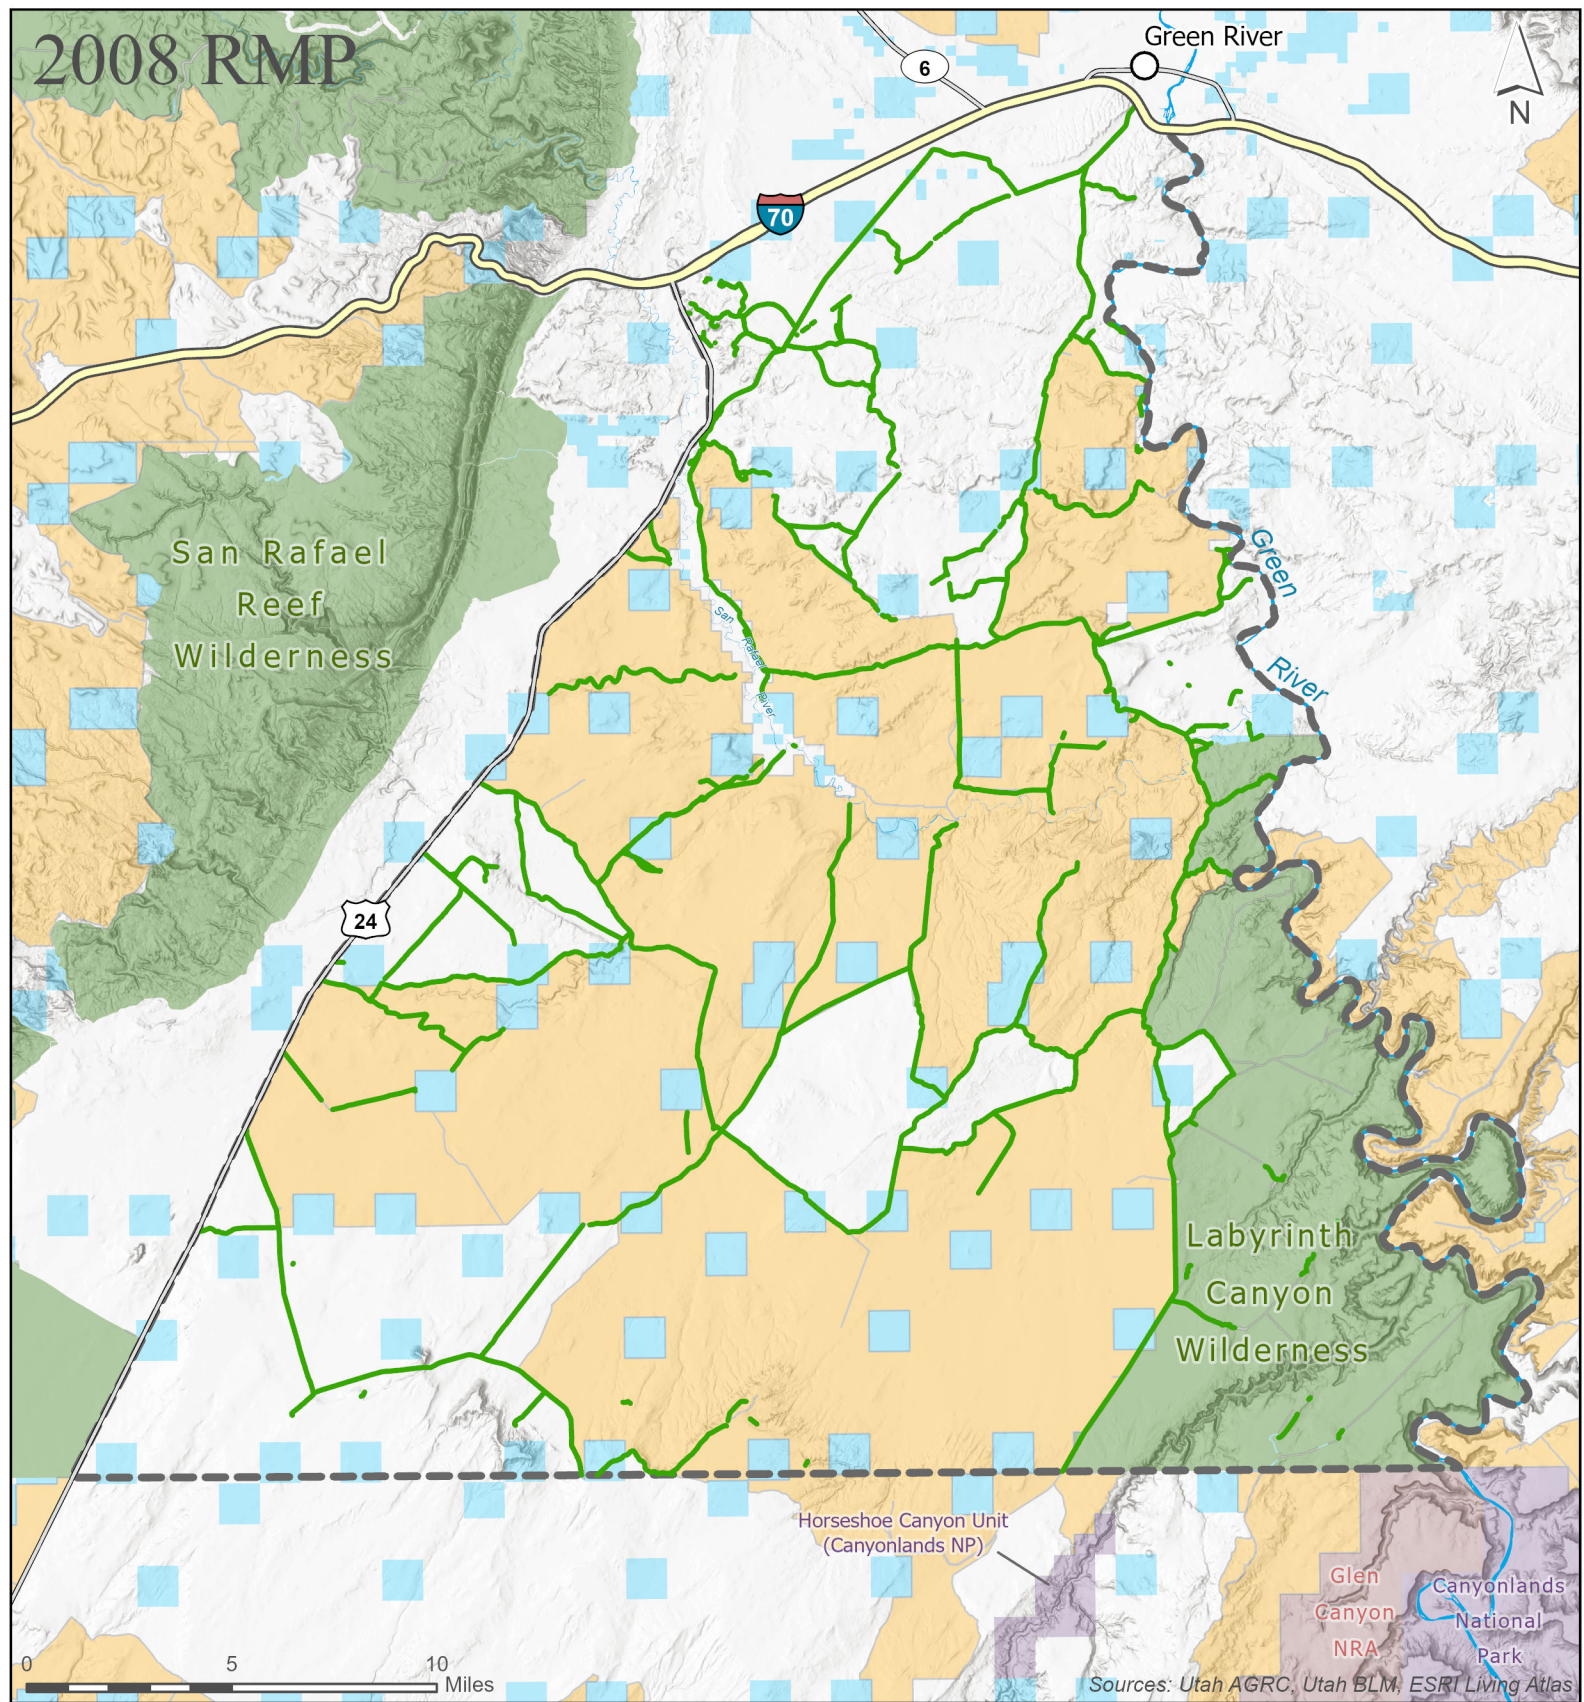 2008 RMP
Green River
6
N
70
San Rafael
Reef
Wilderness
Green
River
San
Rafael
River
24
Labyrinth
Canyon
Wilderness
Horseshoe Canyon Unit
(Canyonlands NP)
Glen
Canyon
NRA
Canyonlands
National
Park
0 5 10
Miles
Sources: Utah AGRC, Utah BLM, ESRI Living Atlas